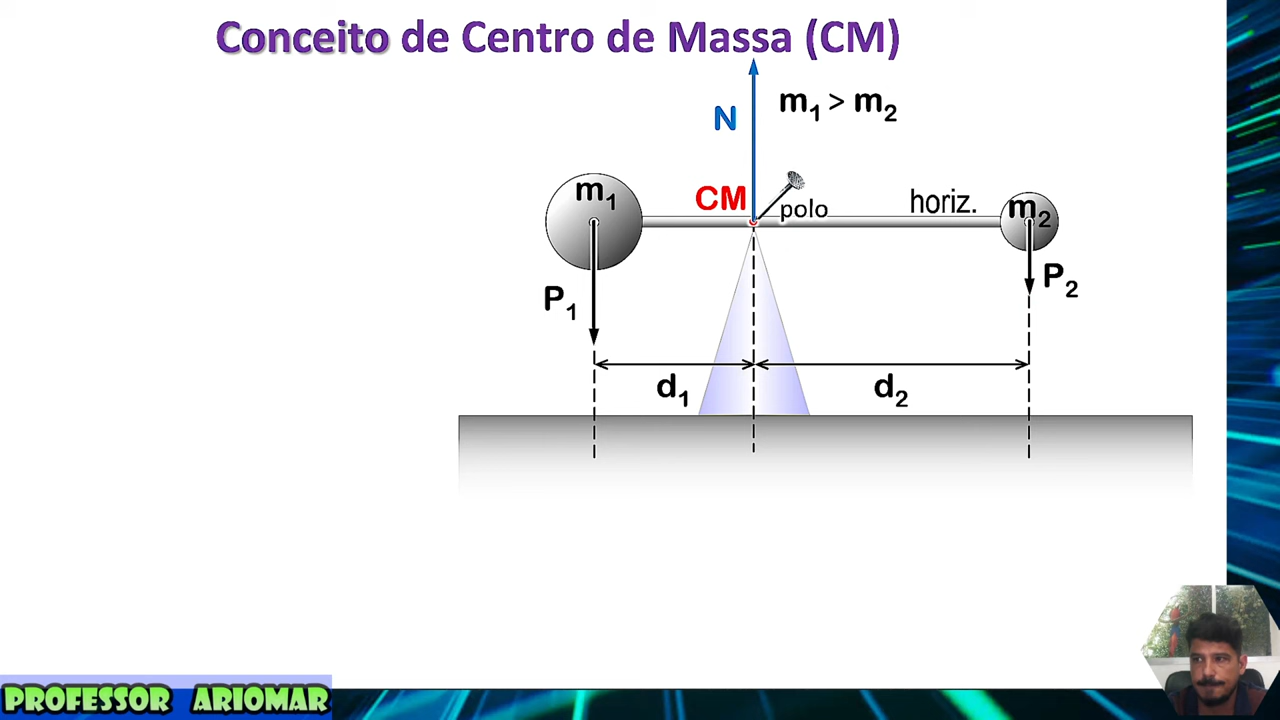 Conceito de Centro de Massa (CM)
N
m₁ > m₂
m₁
CM
polo
horiz.
m₂
P₁
P₂
d₁
d₂
PROFESSOR ARIOMAR